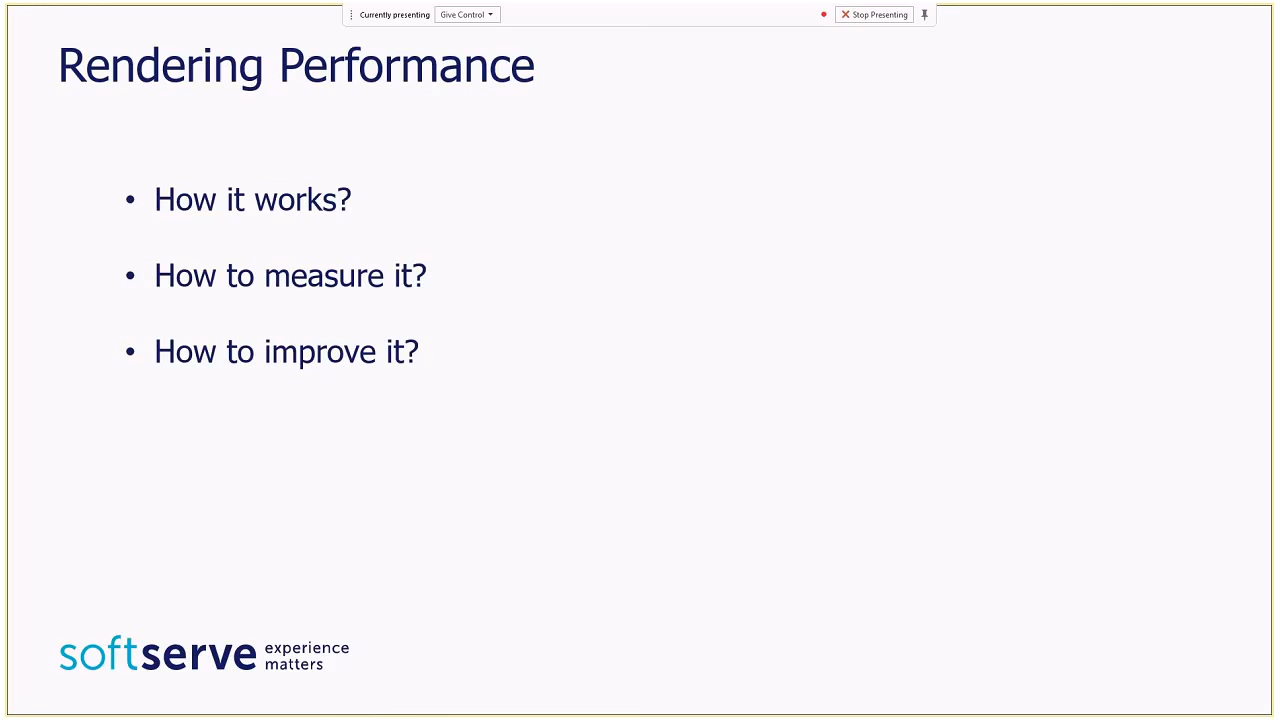 Currently presenting Give Control Stop Presenting
Rendering Performance
• How it works?
• How to measure it?
• How to improve it?
softserve experience
matters